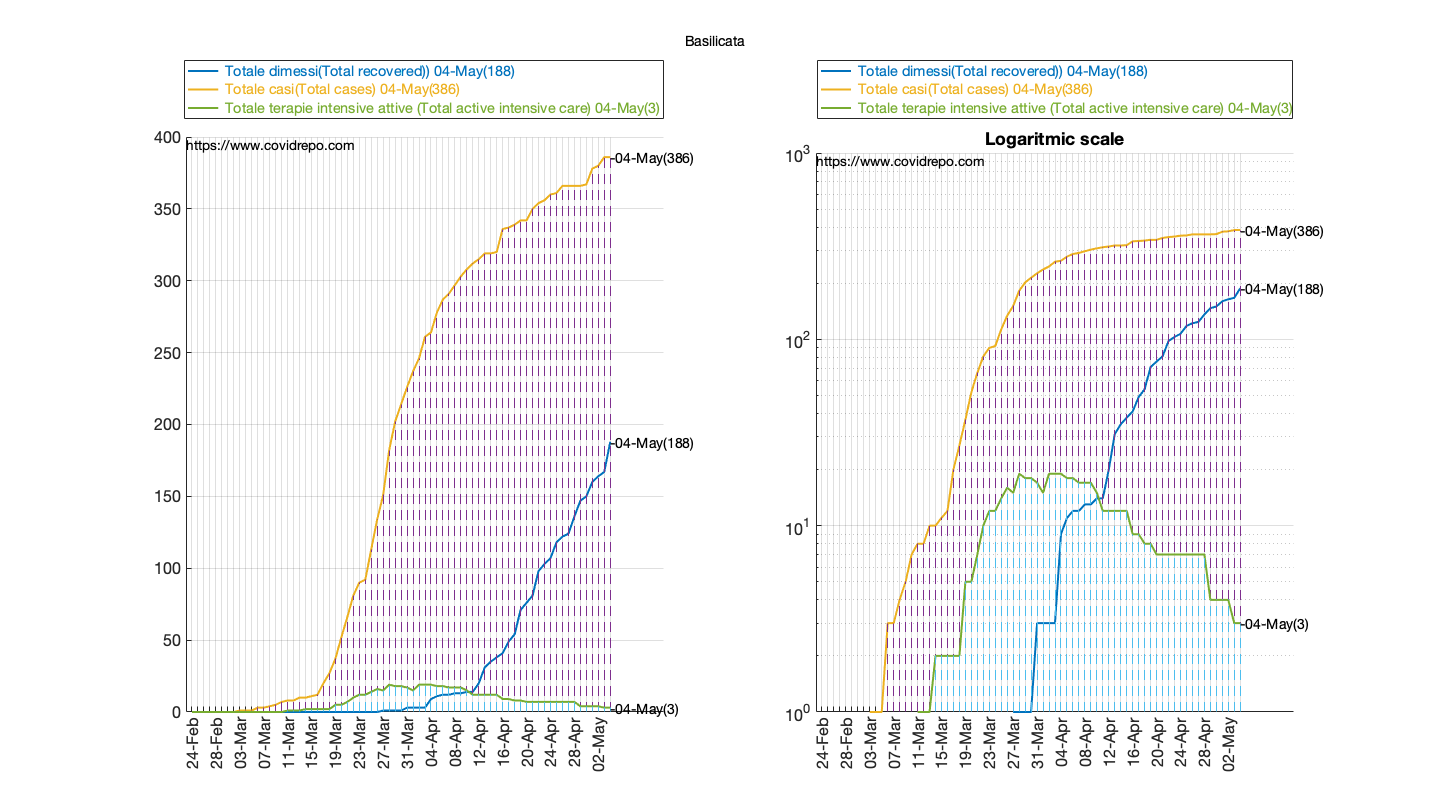 Basilicata
Totale dimessi(Total recovered)) 04-May(188)
Totale casi(Total cases) 04-May(386)
Totale terapie intensive attive (Total active intensive care) 04-May(3)
https://www.covidrepo.com
400
350
300
250
200
150
100
50
0
04-May(386)
04-May(188)
04-May(3)
24-Feb
28-Feb
03-Mar
07-Mar
11-Mar
15-Mar
19-Mar
23-Mar
27-Mar
31-Mar
04-Apr
08-Apr
12-Apr
16-Apr
20-Apr
24-Apr
28-Apr
02-May
Totale dimessi(Total recovered)) 04-May(188)
Totale casi(Total cases) 04-May(386)
Totale terapie intensive attive (Total active intensive care) 04-May(3)
Logaritmic scale
https://www.covidrepo.com
10^3
10^2
10^1
10^0
04-May(386)
04-May(188)
04-May(3)
24-Feb
28-Feb
03-Mar
07-Mar
11-Mar
15-Mar
19-Mar
23-Mar
27-Mar
31-Mar
04-Apr
08-Apr
12-Apr
16-Apr
20-Apr
24-Apr
28-Apr
02-May